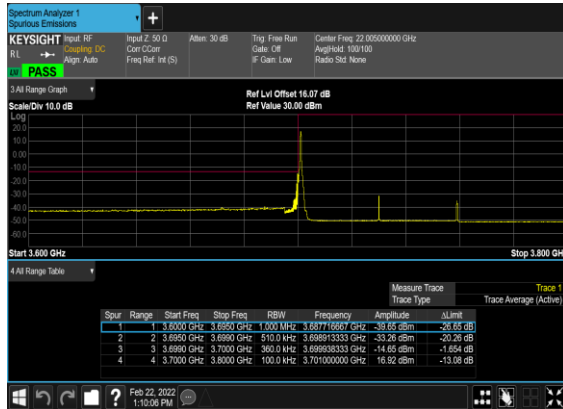 Spectrum Analyzer 1
Spurious Emissions
KEYSIGHT Input: RF Input Z: 50 Ω Atten: 30 dB Trig: Free Run Center Freq: 22.005000000 GHz
RL Coupling: DC Corr CCorr Gate: Off Avg|Hold: 100/100
Align: Auto Freq Ref: Int (S) IF Gain: Low Radio Std: None
PASS
3 All Range Graph Ref Lvl Offset 16.07 dB
Scale/Div 10.0 dB Ref Value 30.00 dBm
Log
20.0
10.0
0.00
-10.0
-20.0
-30.0
-40.0
-50.0
-60.0
Start 3.600 GHz Stop 3.800 GH
4 All Range Table
Measure Trace Trace 1
Trace Type Trace Average (Active)
Spur Range Start Freq Stop Freq RBW Frequency Amplitude ΔLimit
1 1 3.6000 GHz 3.6950 GHz 1.000 MHz 3.687716667 GHz -39.65 dBm -26.65 dB
2 2 3.6950 GHz 3.6990 GHz 510.0 kHz 3.698913333 GHz -33.26 dBm -20.26 dB
3 3 3.6990 GHz 3.7000 GHz 360.0 kHz 3.699938333 GHz -14.65 dBm -1.654 dB
4 4 3.7000 GHz 3.8000 GHz 100.0 kHz 3.701000000 GHz 16.92 dBm -13.08 dB
Feb 22, 2022
1:10:06 PM